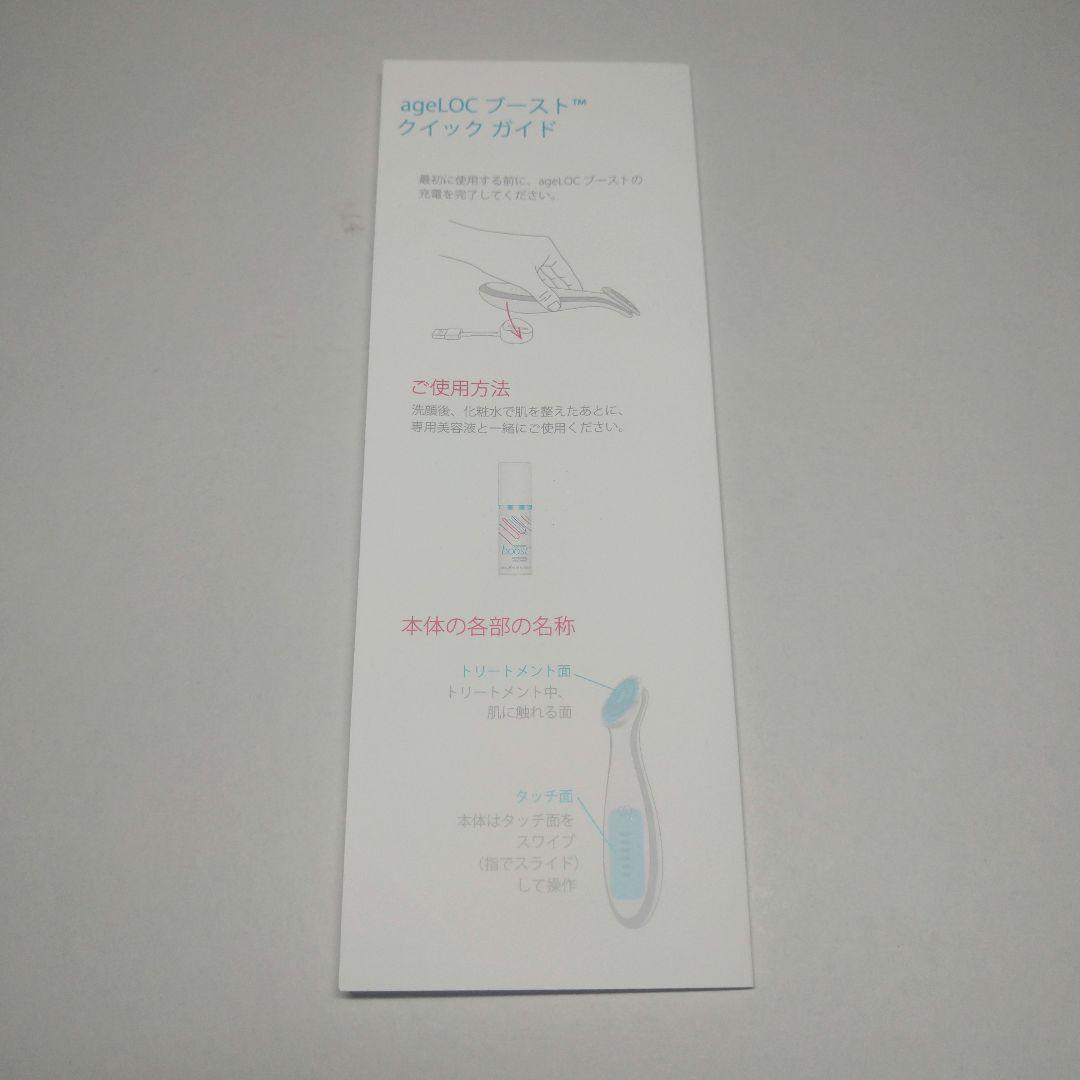 ageLOC ブースト™
クイック ガイド
最初に使用する前に、ageLOC ブーストの
充電を完了してください。
ご使用方法
洗顔後、化粧水で肌を整えたあとに、
専用美容液と一緒にご使用ください。
boost
本体の各部の名称
トリートメント面
トリートメント中、
肌に触れる面
タッチ面
本体はタッチ面を
スワイプ
（指でスライド）
して操作